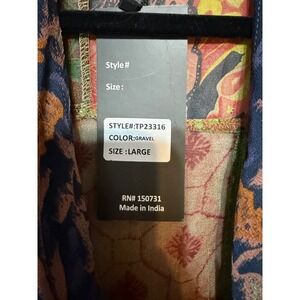 Style#
Size :
STYLE#:TP23316
COLOR:GRAVEL
SIZE :LARGE
RN# 150731
Made in India